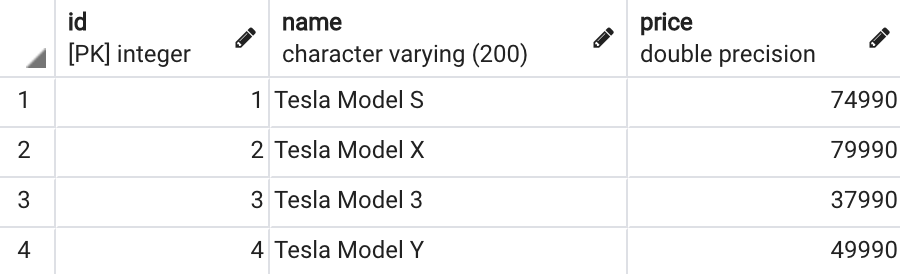 id name price
[PK] integer character varying (200) double precision
1 1 Tesla Model S 74990
2 2 Tesla Model X 79990
3 3 Tesla Model 3 37990
4 4 Tesla Model Y 49990